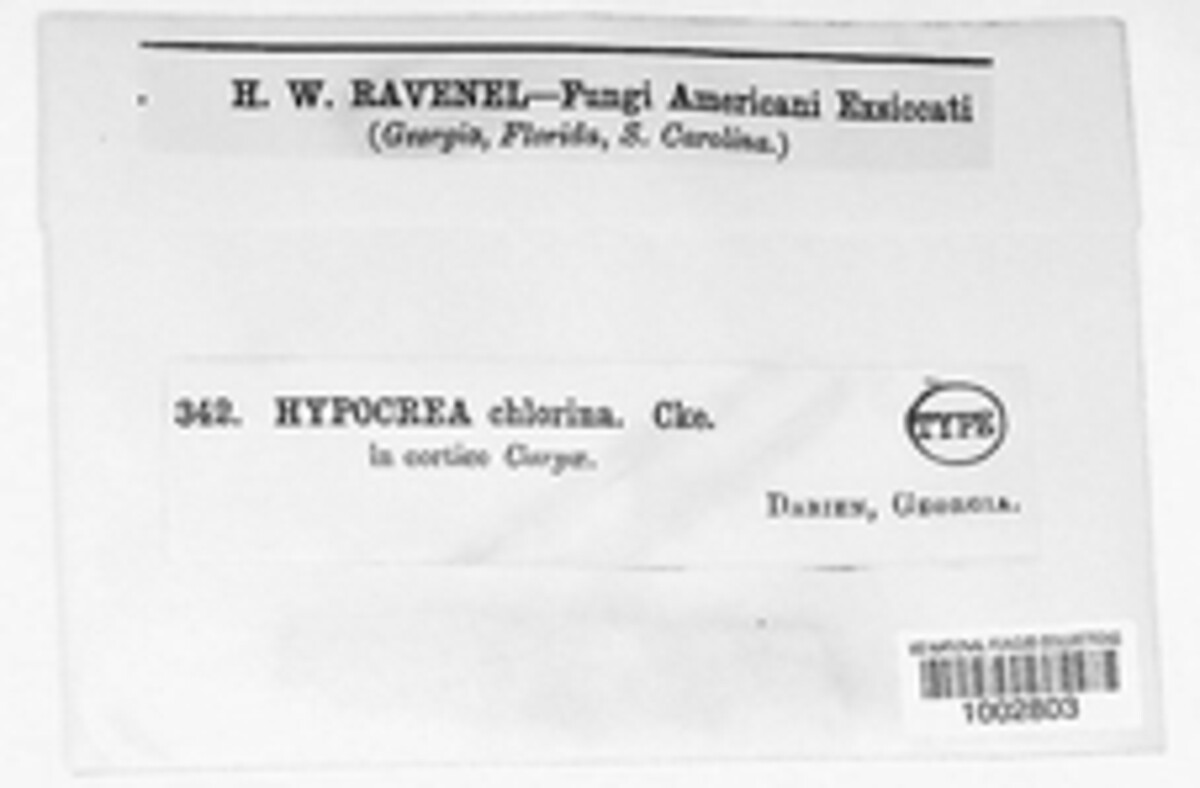 H. W. RAVENEL—Fungi Americani Exsiccati
(Georgia, Florida, S. Carolina.)
342. HYPOCREA chlorina. Cke.
TYPE
in cortice Caryæ.
DARIEN, GEORGIA.
1002803